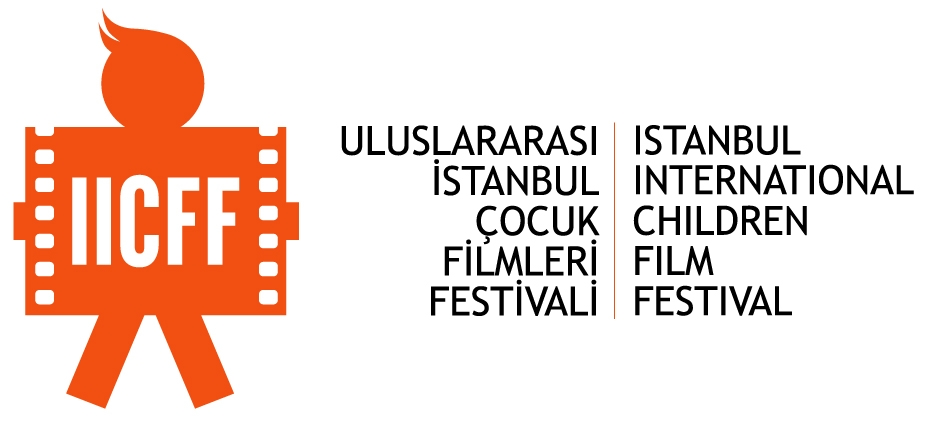 IICFF
ULUSLARARASI
İSTANBUL
ÇOCUK
FİLMLERİ
FESTİVALİ
ISTANBUL
INTERNATIONAL
CHILDREN
FILM
FESTIVAL